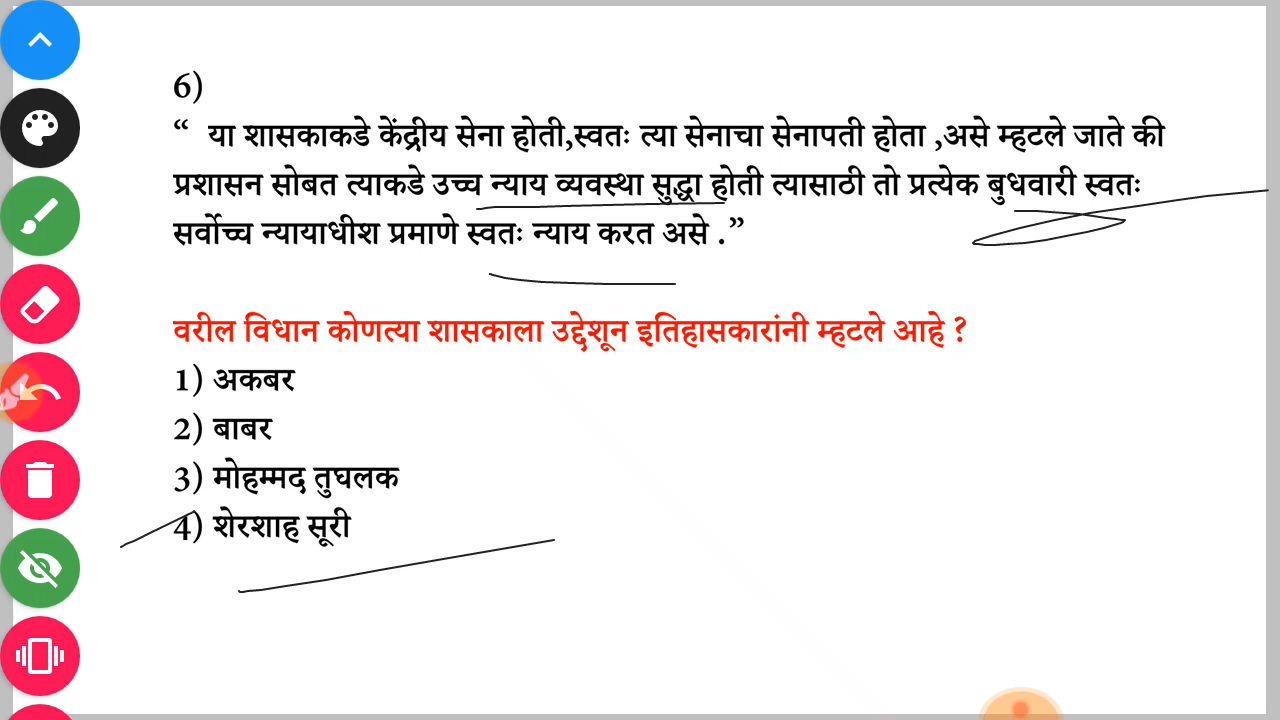 6)
“ या शासकाकडे केंद्रीय सेना होती,स्वतः त्या सेनाचा सेनापती होता ,असे म्हटले जाते की
प्रशासन सोबत त्याकडे उच्च न्याय व्यवस्था सुद्धा होती त्यासाठी तो प्रत्येक बुधवारी स्वतः
सर्वोच्च न्यायाधीश प्रमाणे स्वतः न्याय करत असे .”
वरील विधान कोणत्या शासकाला उद्देशून इतिहासकारांनी म्हटले आहे ?
1) अकबर
2) बाबर
3) मोहम्मद तुघलक
4) शेरशाह सूरी